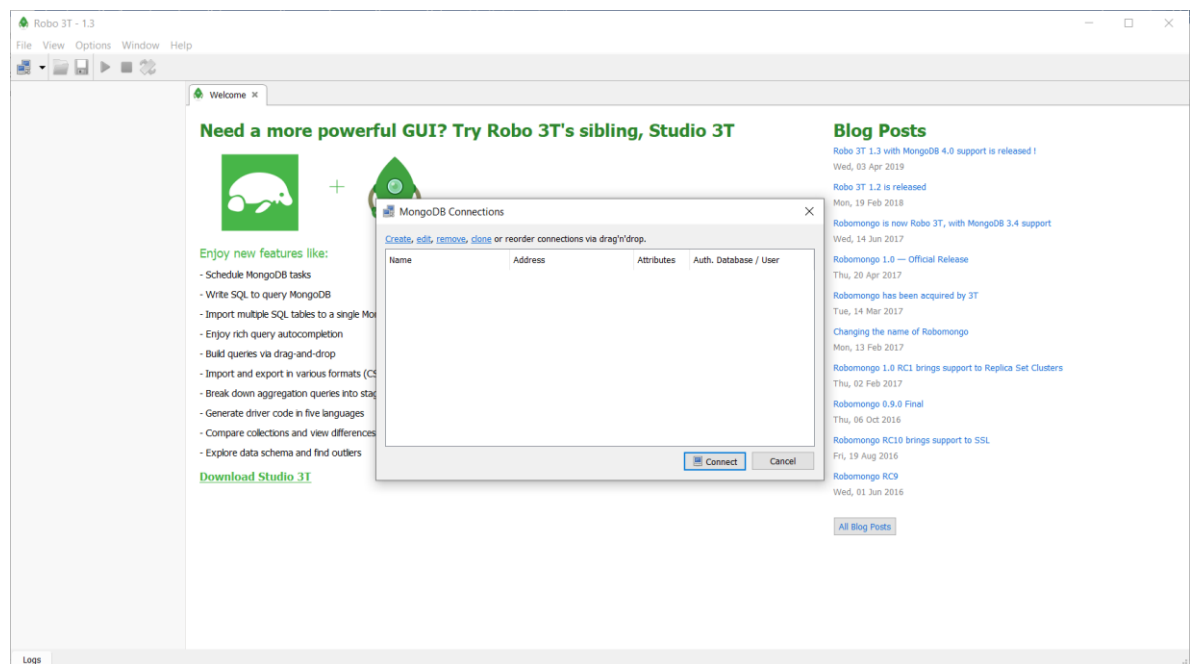 Robo 3T - 1.3
File View Options Window Help
Welcome
Need a more powerful GUI? Try Robo 3T's sibling, Studio 3T
+
Enjoy new features like:
- Schedule MongoDB tasks
- Write SQL to query MongoDB
- Import multiple SQL tables to a single
- Enjoy rich query autocompletion
- Build queries via drag-and-drop
- Import and export in various formats
- Break down aggregation queries into
- Generate driver code in five languages
- Compare collections and view differences
- Explore data schema and find outliers
Download Studio 3T
MongoDB Connections
Create, edit, remove, clone or reorder connections via drag'n'drop.
Name Address Attributes Auth. Database / User
Connect Cancel
Blog Posts
Robo 3T 1.3 with MongoDB 4.0 support is released !
Wed, 03 Apr 2019
Robo 3T 1.2 is released
Mon, 19 Feb 2018
Robomongo is now Robo 3T, with MongoDB 3.4 support
Wed, 14 Jun 2017
Robomongo 1.0 — Official Release
Thu, 20 Apr 2017
Robomongo has been acquired by 3T
Tue, 14 Mar 2017
Changing the name of Robomongo
Mon, 13 Feb 2017
Robomongo 1.0 RC1 brings support to Replica Set Clusters
Thu, 02 Feb 2017
Robomongo 0.9.0 Final
Thu, 06 Oct 2016
Robomongo RC10 brings support to SSL
Fri, 19 Aug 2016
Robomongo RC9
Wed, 01 Jun 2016
All Blog Posts
Logs